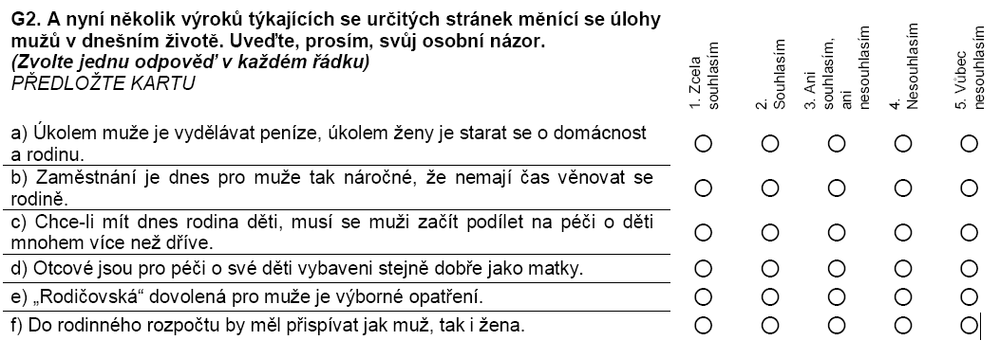 G2. A nyní několik výroků týkajících se určitých stránek měnící se úlohy
mužů v dnešním životě. Uveďte, prosím, svůj osobní názor.
(Zvolte jednu odpověď v každém řádku)
PŘEDLOŽTE KARTU
1. Zcela
souhlasím
2.
Souhlasím
3. Ani
souhlasím,
ani
nesouhlasím
4.
Nesouhlasím
5. Vůbec
nesouhlasím
a) Úkolem muže je vydělávat peníze, úkolem ženy je starat se o domácnost
a rodinu.
b) Zaměstnání je dnes pro muže tak náročné, že nemají čas věnovat se
rodině.
c) Chce-li mít dnes rodina děti, musí se muži začít podílet na péči o děti
mnohem více než dříve.
d) Otcové jsou pro péči o své děti vybaveni stejně dobře jako matky.
e) „Rodičovská“ dovolená pro muže je výborné opatření.
f) Do rodinného rozpočtu by měl přispívat jak muž, tak i žena.